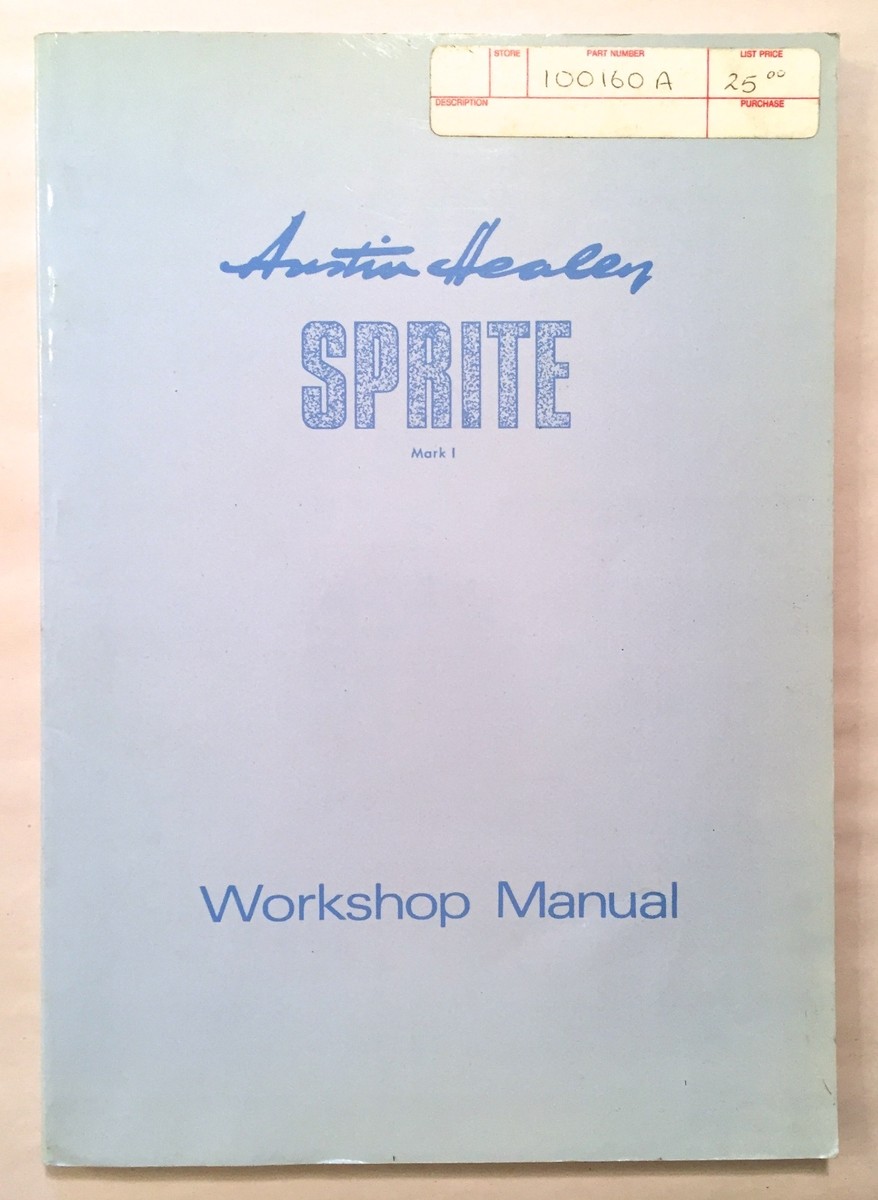 STORE PART NUMBER LIST PRICE
100160 A 25 00
DESCRIPTION PURCHASE
Austin Healey
SPRITE
Mark I
Workshop Manual